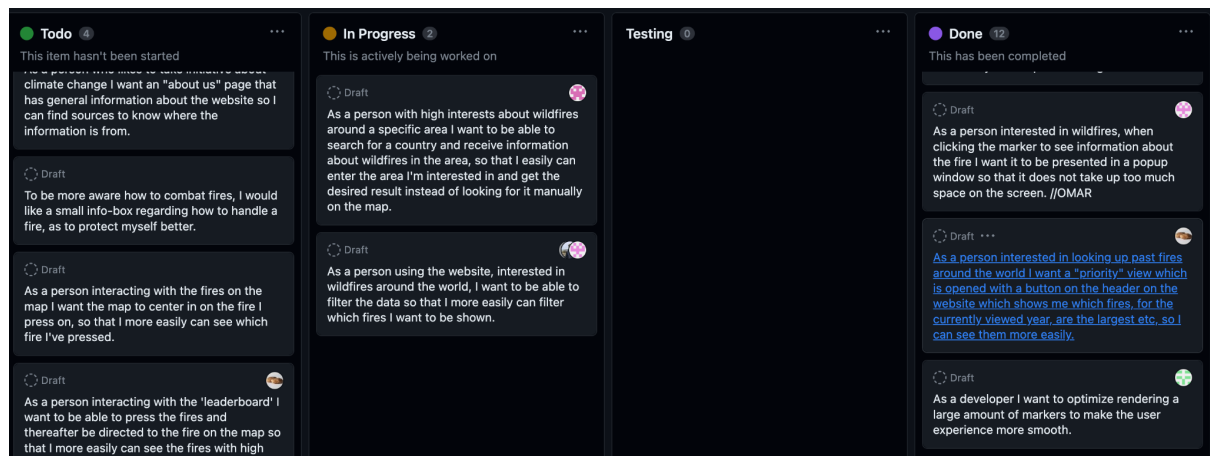 Todo 4 ...
This item hasn't been started
As a person who likes to take initiative about
climate change I want an "about us" page that
has general information about the website so I
can find sources to know where the
information is from.
Draft
To be more aware how to combat fires, I would
like a small info-box regarding how to handle a
fire, as to protect myself better.
Draft
As a person interacting with the fires on the
map I want the map to center in on the fire I
press on, so that I more easily can see which
fire I've pressed.
Draft
As a person interacting with the 'leaderboard' I
want to be able to press the fires and
thereafter be directed to the fire on the map so
that I more easily can see the fires with high
In Progress 2 ...
This is actively being worked on
Draft
As a person with high interests about wildfires
around a specific area I want to be able to
search for a country and receive information
about wildfires in the area, so that I easily can
enter the area I'm interested in and get the
desired result instead of looking for it manually
on the map.
Draft
As a person using the website, interested in
wildfires around the world, I want to be able to
filter the data so that I more easily can filter
which fires I want to be shown.
Testing 0 ...
Done 12 ...
This has been completed
Draft
As a person interested in wildfires, when
clicking the marker to see information about
the fire I want it to be presented in a popup
window so that it does not take up too much
space on the screen. //OMAR
Draft ...
As a person interested in looking up past fires
around the world I want a "priority" view which
is opened with a button on the header on the
website which shows me which fires, for the
currently viewed year, are the largest etc, so I
can see them more easily.
Draft
As a developer I want to optimize rendering a
large amount of markers to make the user
experience more smooth.